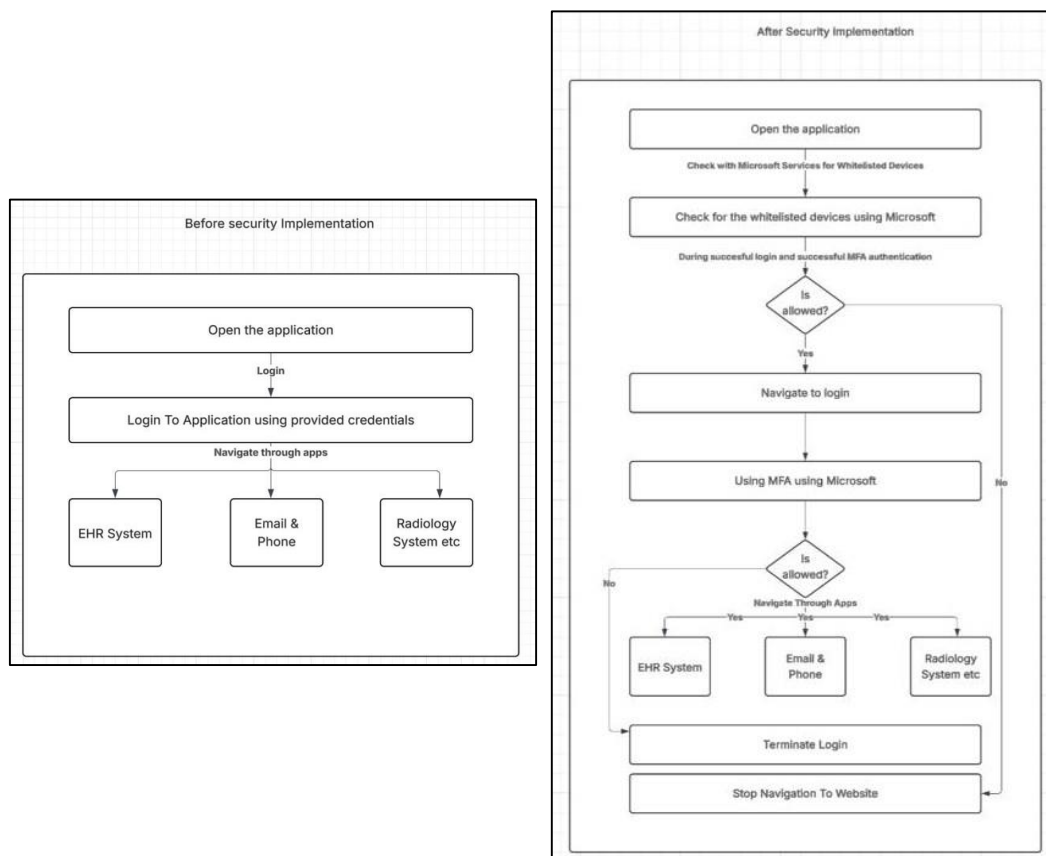 Before security Implementation
Open the application
Login
Login To Application using provided credentials
Navigate through apps
EHR System
Email &
Phone
Radiology
System etc
After Security Implementation
Open the application
Check with Microsoft Services for Whitelisted Devices
Check for the whitelisted devices using Microsoft
During succesful login and successful MFA authentication
Is
allowed?
Yes
Navigate to login
Using MFA using Microsoft
No
Is
allowed?
No
Navigate Through Apps
Yes
Yes
Yes
EHR System
Email &
Phone
Radiology
System etc
Terminate Login
Stop Navigation To Website